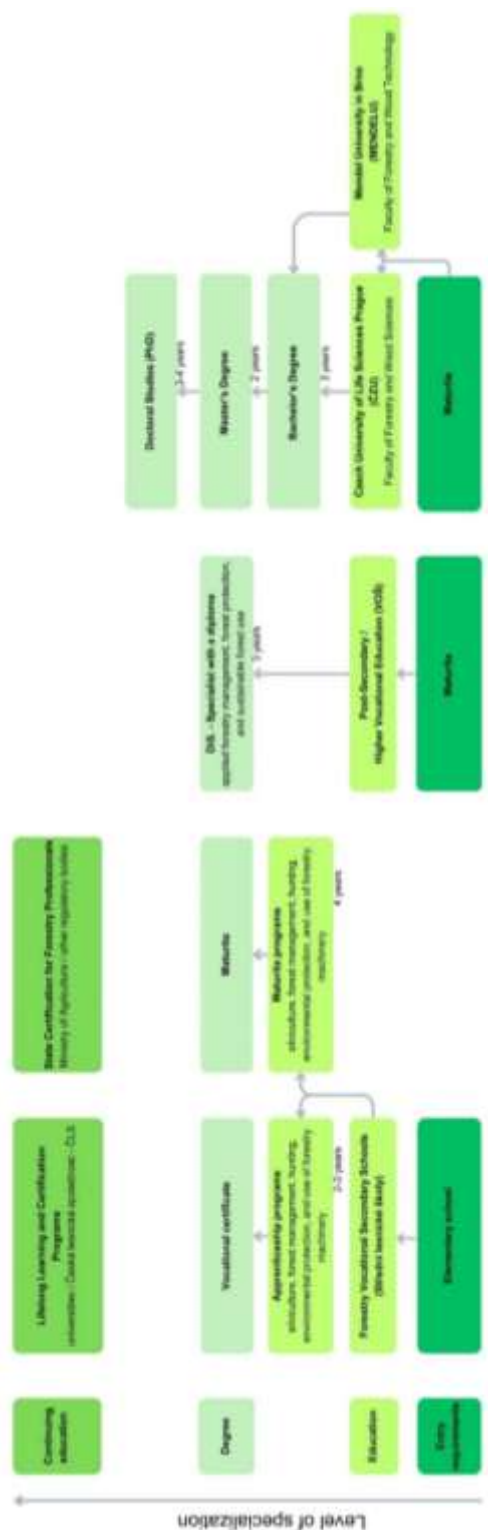 Level of specialization
Continuing
education
Lifelong Learning and Certification
Programs
universities - Česká lesnická společnost - CLS
State Certification for Forestry Professionals
Ministry of Agriculture - other regulatory bodies
Degree
Vocational certificate
Maturita
DiS. - Specialist with a diploma
applied forestry management, forest protection,
and sustainable forest use
Doctoral Studies (PhD)
3-4 years
Master's Degree
2 years
Bachelor's Degree
3 years
Apprenticeship programs
silviculture, forest management, hunting,
environmental protection, and use of forestry
machinery
2-3 years
Maturita programs
silviculture, forest management, hunting,
environmental protection, and use of forestry
machinery
4 years
3 years
Education
Forestry Vocational Secondary Schools
(Střední lesnické školy)
Post-Secondary /
Higher Vocational Education (VOŠ)
Czech University of Life Sciences Prague
(CZU)
Faculty of Forestry and Wood Sciences
Mendel University in Brno
(MENDELU)
Faculty of Forestry and Wood Technology
Entry
requirements
Elementary school
Maturita
Maturita